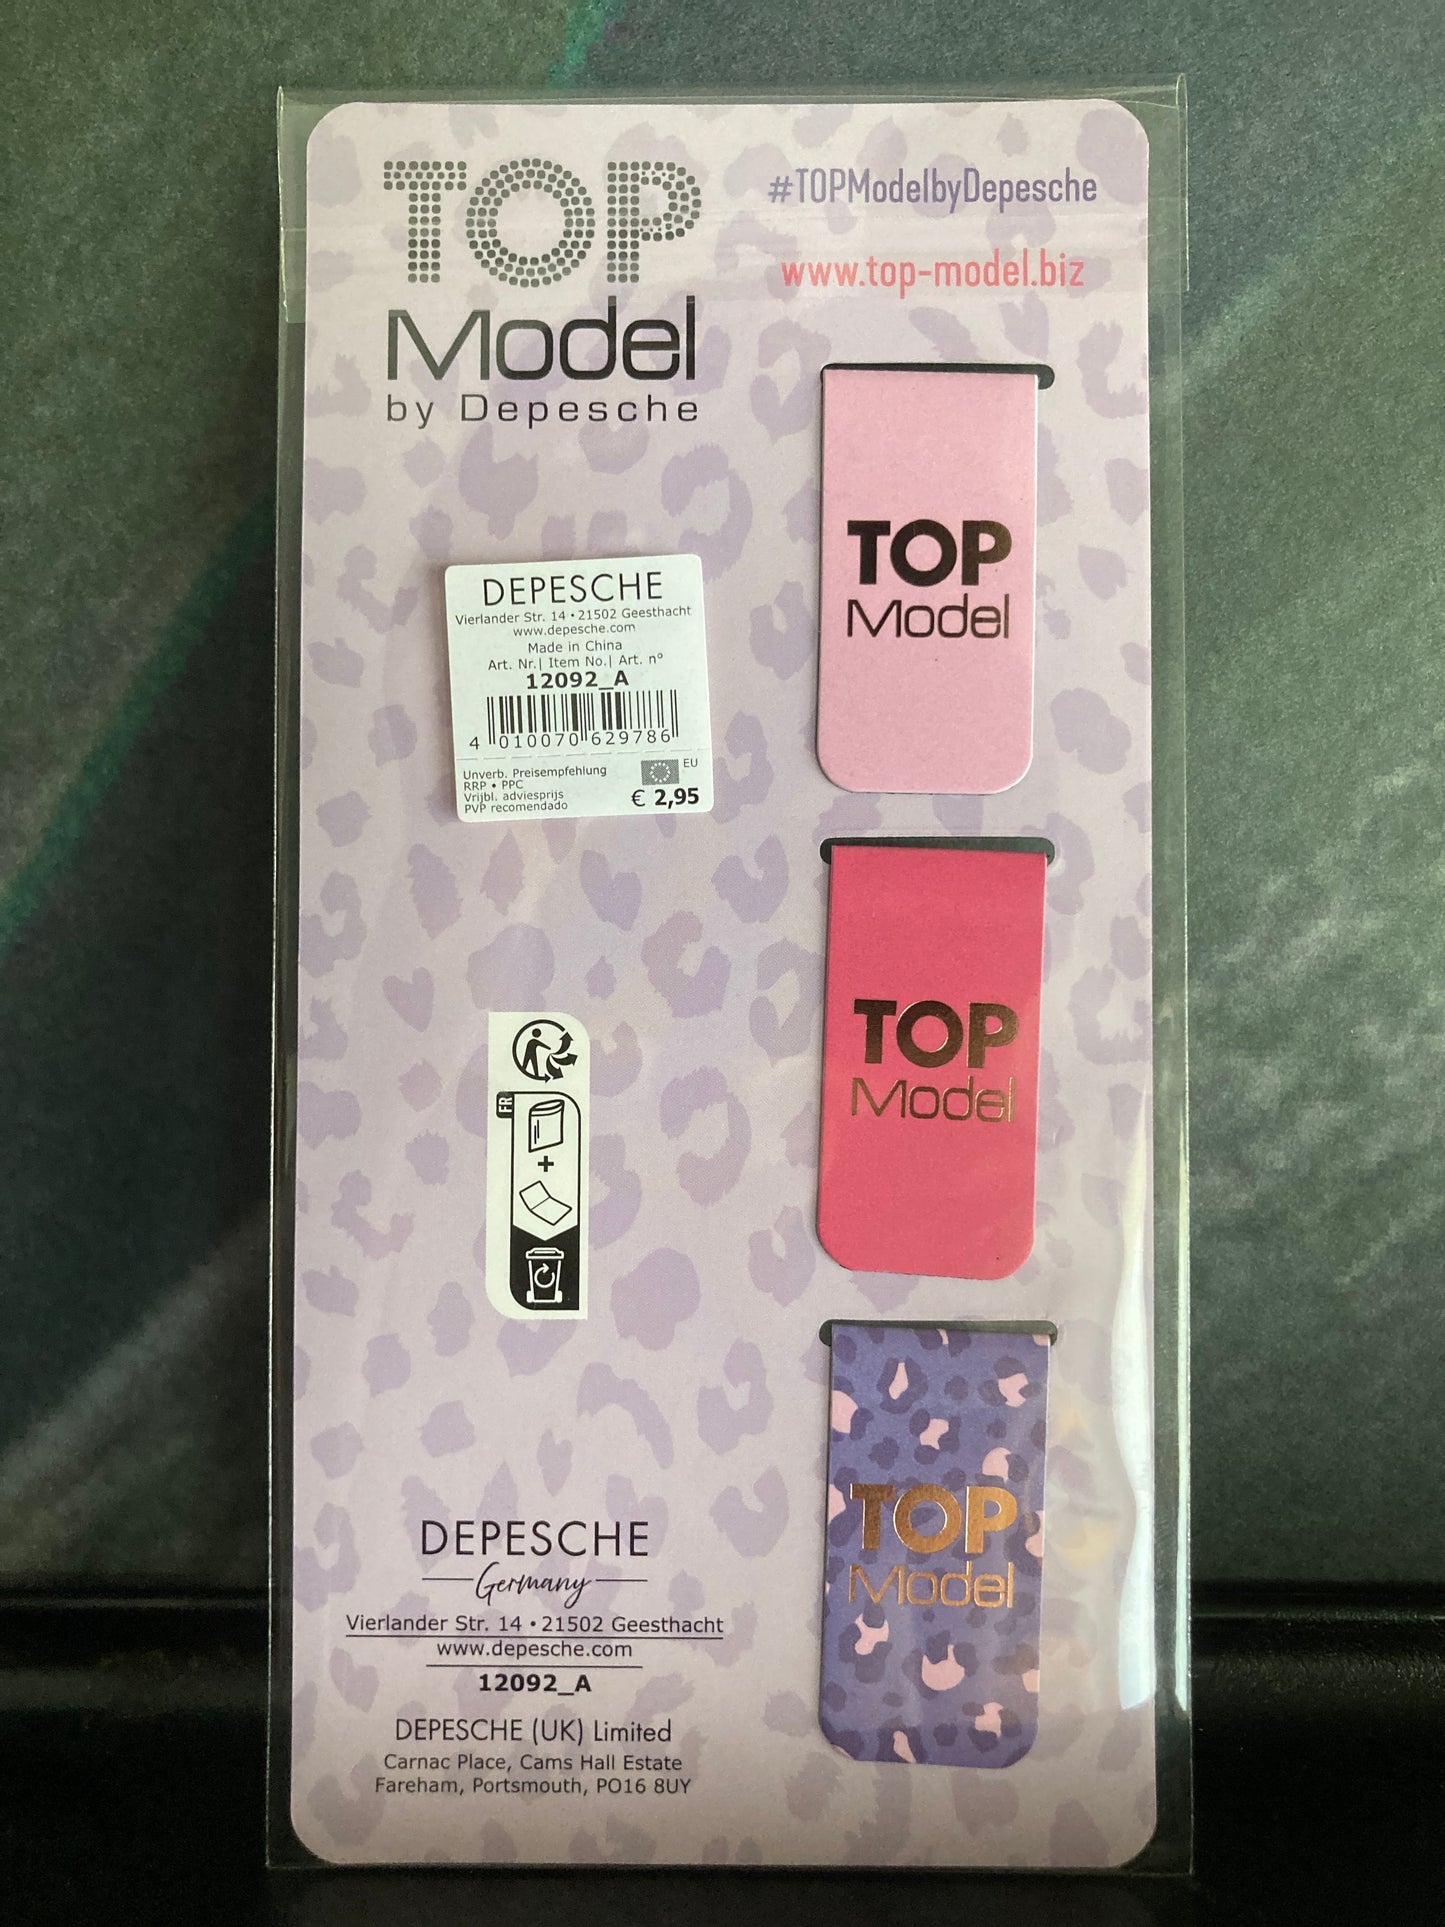 TOP
Model
by Depesche
#TOPModelbyDepesche
www.top-model.biz
TOP
Model
DEPESCHE
Vierlander Str. 14 • 21502 Geesthacht
www.depesche.com
Made in China
Art. Nr.| Item No.| Art. n°
12092_A
4 010070 629786
Unverb. Preisempfehlung
RRP • PPC
Vrijbl. adviesprijs
PVP recomendado
EU
€ 2,95
TOP
Model
FR
+
TOP
Model
DEPESCHE
Germany
Vierlander Str. 14 • 21502 Geesthacht
www.depesche.com
12092_A
DEPESCHE (UK) Limited
Carnac Place, Cams Hall Estate
Fareham, Portsmouth, PO16 8UY